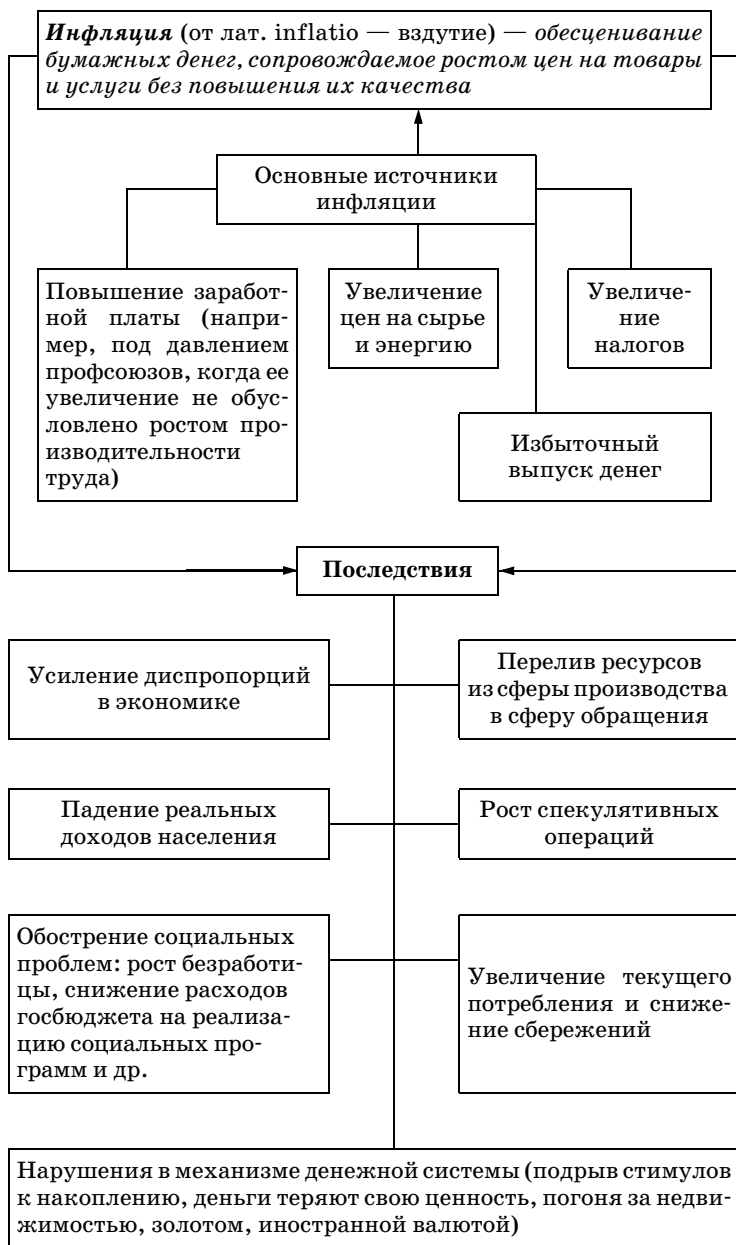 Инфляция (от лат. inflatio — вздутие) — обесценивание
бумажных денег, сопровождаемое ростом цен на товары
и услуги без повышения их качества
Основные источники
инфляции
Повышение заработ-
ной платы (напри-
мер, под давлением
профсоюзов, когда ее
увеличение не обус-
ловлено ростом про-
изводительности
труда)
Увеличение
цен на сырье
и энергию
Увеличе-
ние
налогов
Избыточный
выпуск денег
Последствия
Усиление диспропорций
в экономике
Перелив ресурсов
из сферы производства
в сферу обращения
Падение реальных
доходов населения
Рост спекулятивных
операций
Обострение социальных
проблем: рост безработи-
цы, снижение расходов
госбюджета на реализа-
цию социальных про-
грамм и др.
Увеличение текущего
потребления и сниже-
ние сбережений
Нарушения в механизме денежной системы (подрыв стимулов
к накоплению, деньги теряют свою ценность, погоня за недви-
жимостью, золотом, иностранной валютой)